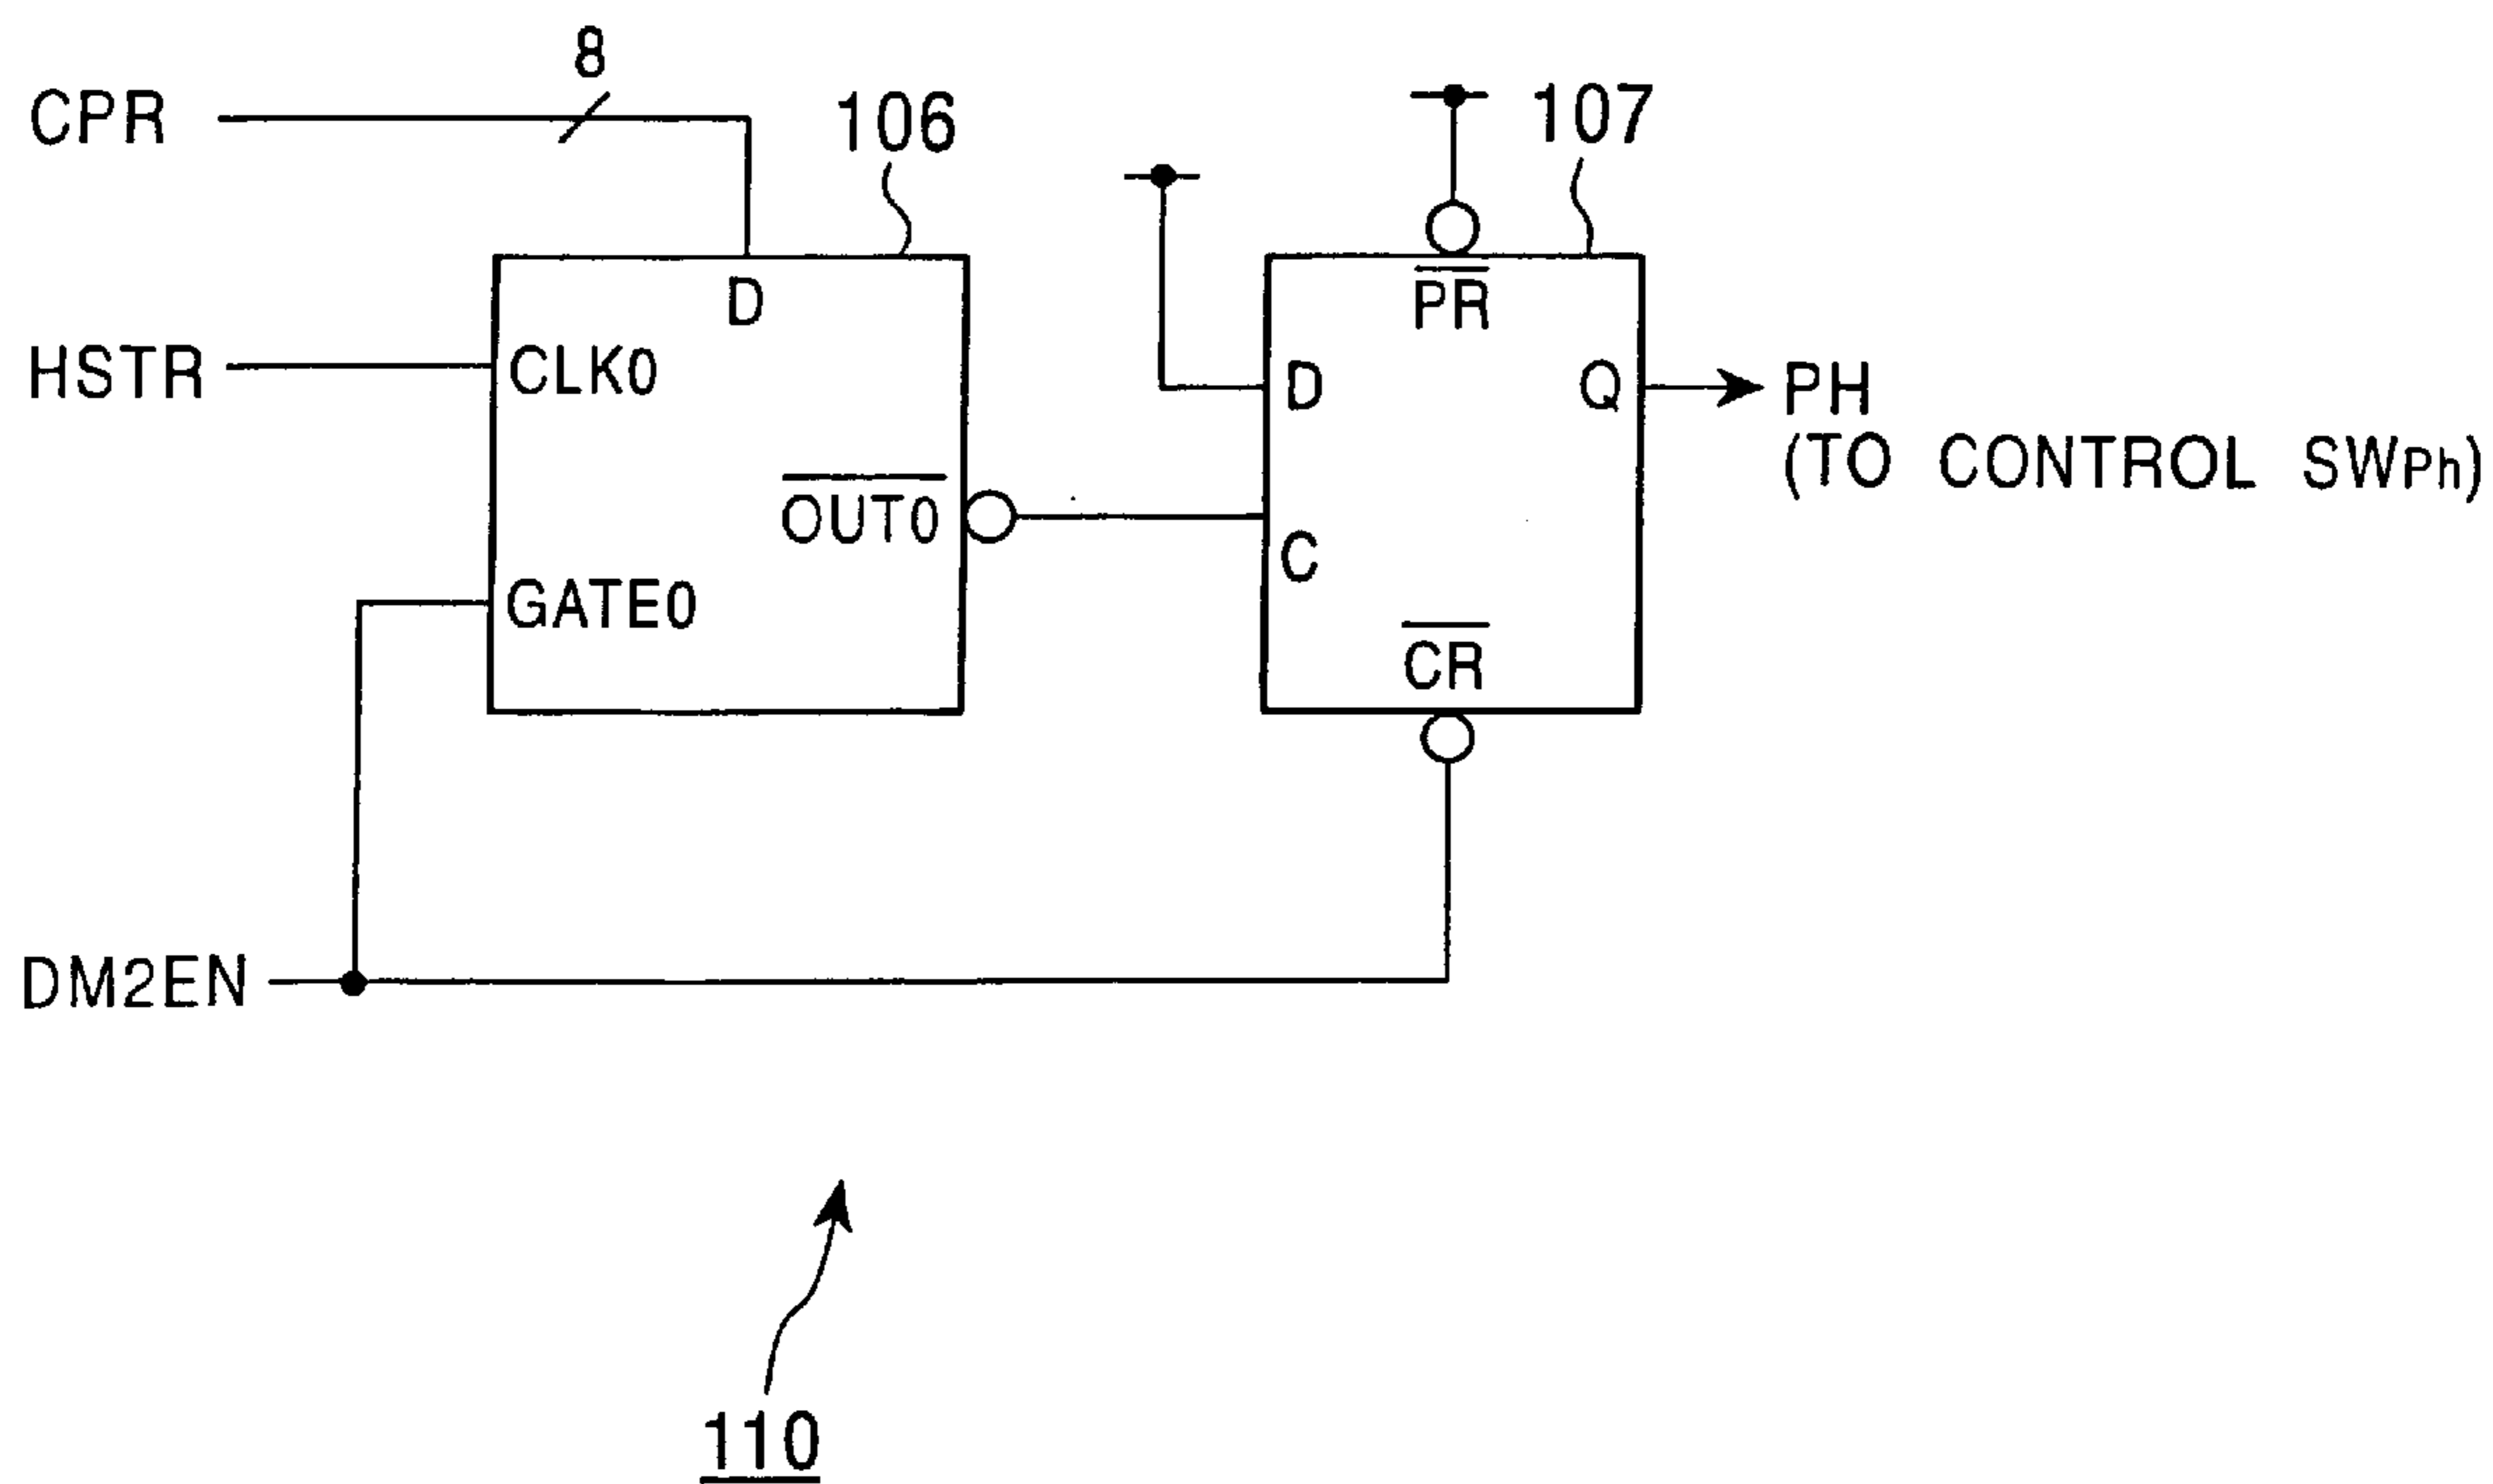 8
CPR
106
107
D
PR
HSTR
CLK0
D
Q
PH
(TO CONTROL SWPh)
OUT0
C
GATE0
CR
DM2EN
110